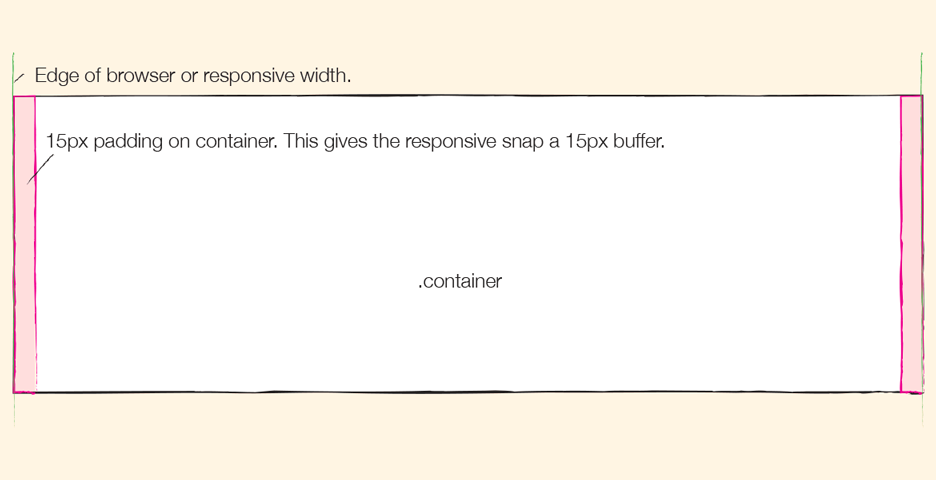 Edge of browser or responsive width.
15px padding on container. This gives the responsive snap a 15px buffer.
.container